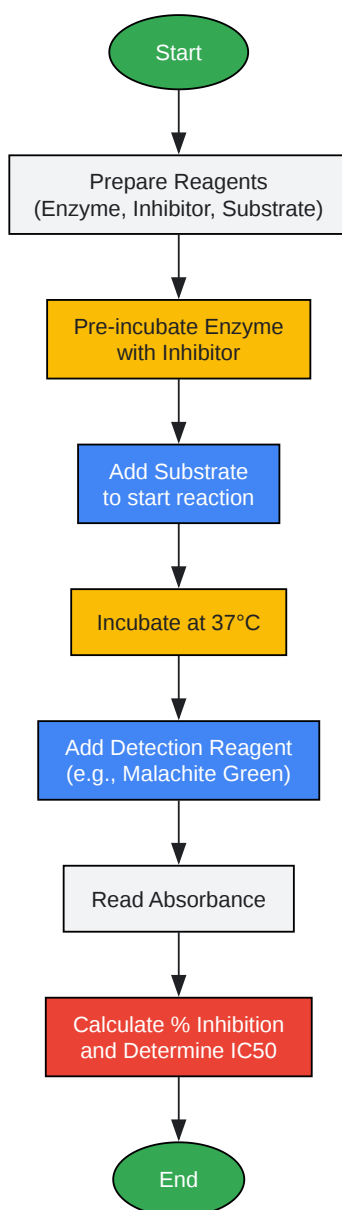 Start
Prepare Reagents
(Enzyme, Inhibitor, Substrate)
Pre-incubate Enzyme
with Inhibitor
Add Substrate
to start reaction
Incubate at 37°C
Add Detection Reagent
(e.g., Malachite Green)
Read Absorbance
Calculate % Inhibition
and Determine IC50
End